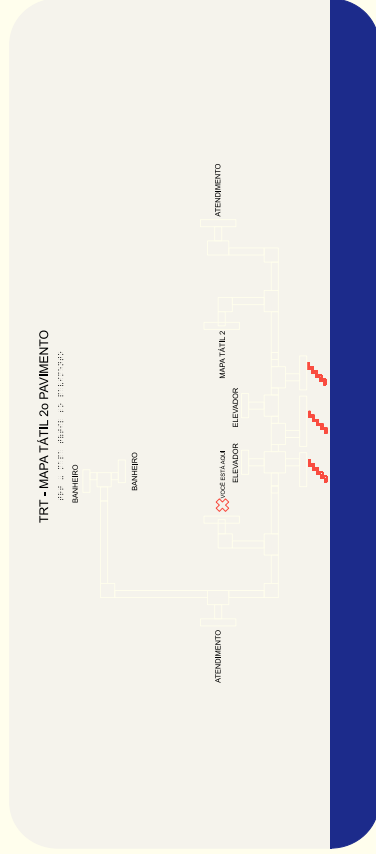 TRT - MAPA TÁTIL 2o PAVIMENTO
BANHEIRO
BANHEIRO
ATENDIMENTO
VOCÊ ESTÁ AQUI
MAPA TÁTIL 2
ATENDIMENTO
ELEVADOR
ELEVADOR